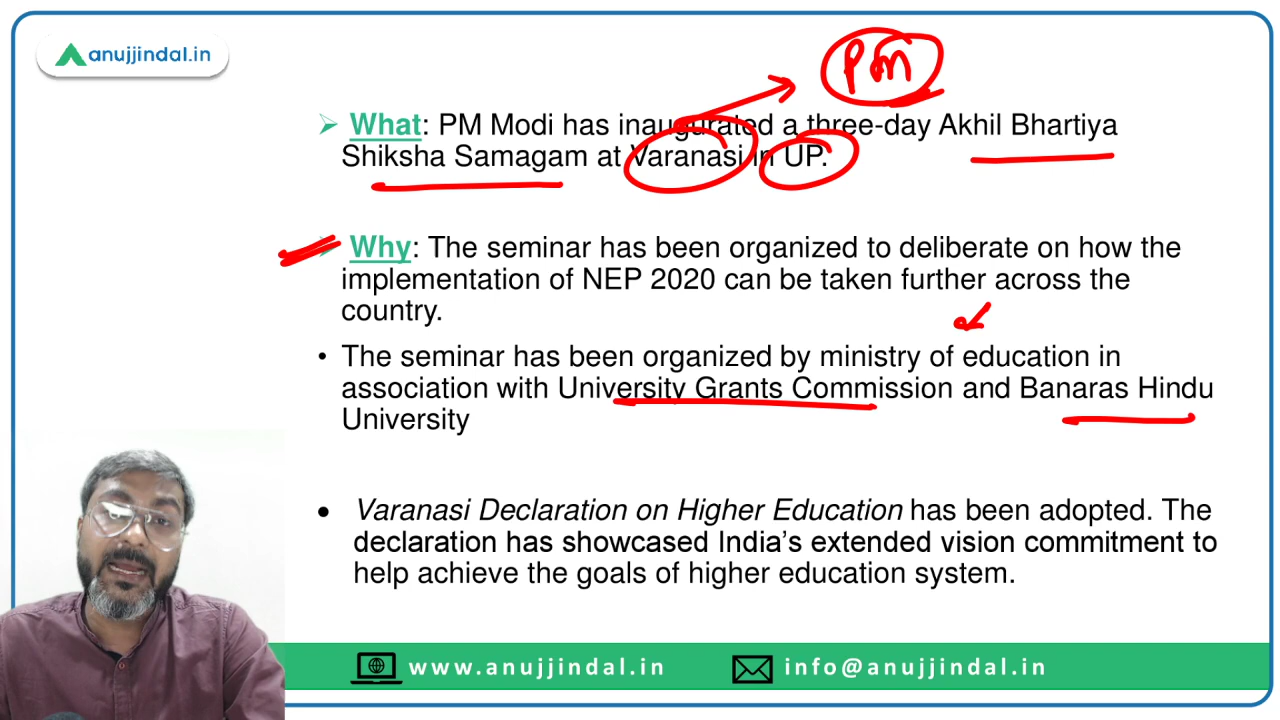 anujjindal.in
PM
What: PM Modi has inaugurated a three-day Akhil Bhartiya
Shiksha Samagam at Varanasi in UP.
Why: The seminar has been organized to deliberate on how the
implementation of NEP 2020 can be taken further across the
country.
• The seminar has been organized by ministry of education in
association with University Grants Commission and Banaras Hindu
University
• Varanasi Declaration on Higher Education has been adopted. The
declaration has showcased India’s extended vision commitment to
help achieve the goals of higher education system.
www.anujjindal.in
info@anujjindal.in